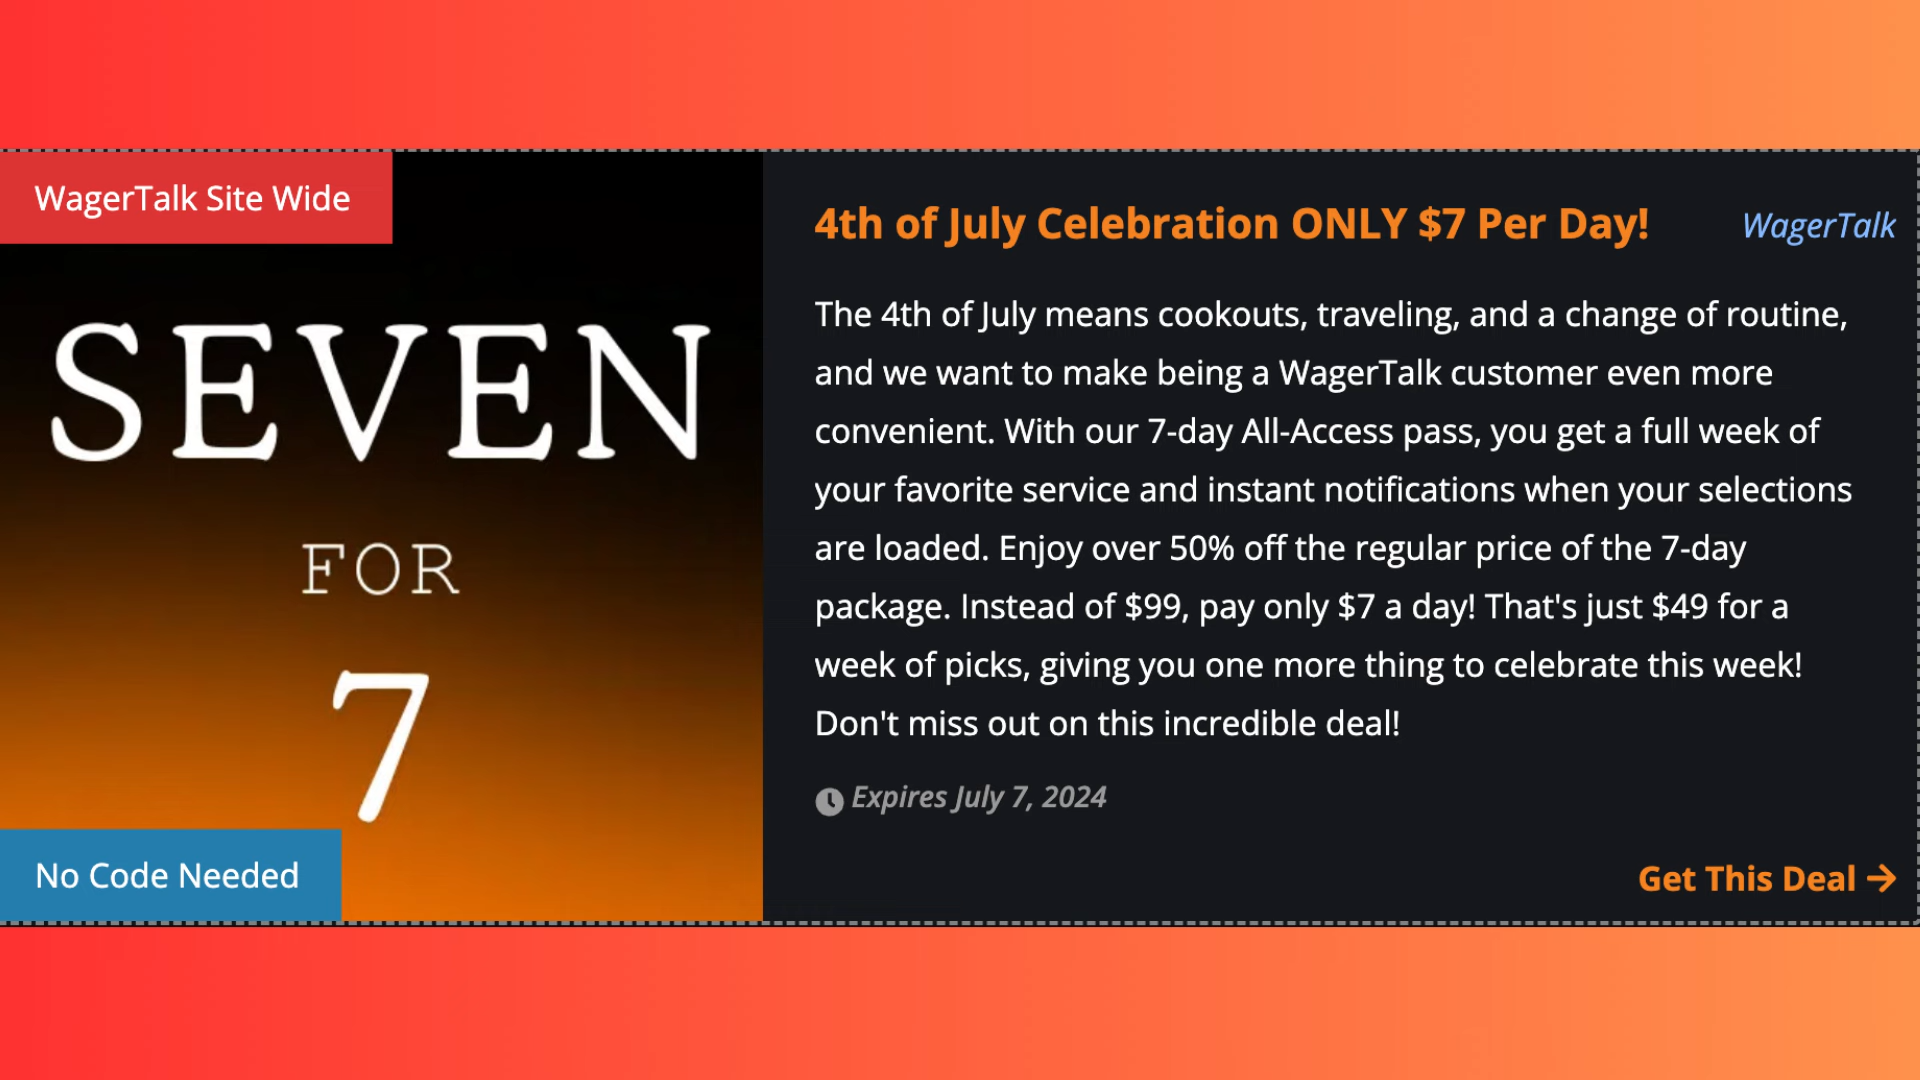 WagerTalk Site Wide
SEVEN
FOR
7
No Code Needed
4th of July Celebration ONLY $7 Per Day!
WagerTalk
The 4th of July means cookouts, traveling, and a change of routine,
and we want to make being a WagerTalk customer even more
convenient. With our 7-day All-Access pass, you get a full week of
your favorite service and instant notifications when your selections
are loaded. Enjoy over 50% off the regular price of the 7-day
package. Instead of $99, pay only $7 a day! That's just $49 for a
week of picks, giving you one more thing to celebrate this week!
Don't miss out on this incredible deal!
Expires July 7, 2024
Get This Deal →